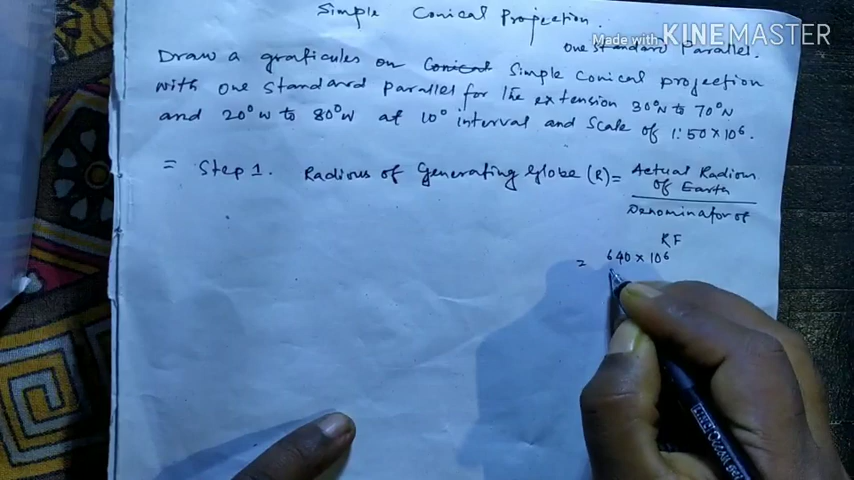 Simple Conical Projection.
One Standard Parallel.
Made with KINEMASTER
Draw a graficules on Conical Simple Conical projection
with one Standard parallel for the extension 30°N to 70°N
and 20°W to 80°W at 10° interval and Scale of 1:50×10⁶.
= Step 1. Radious of Generating Globe (R) = Actual Radious of Earth
Denominator of RF
= 640 × 10⁶